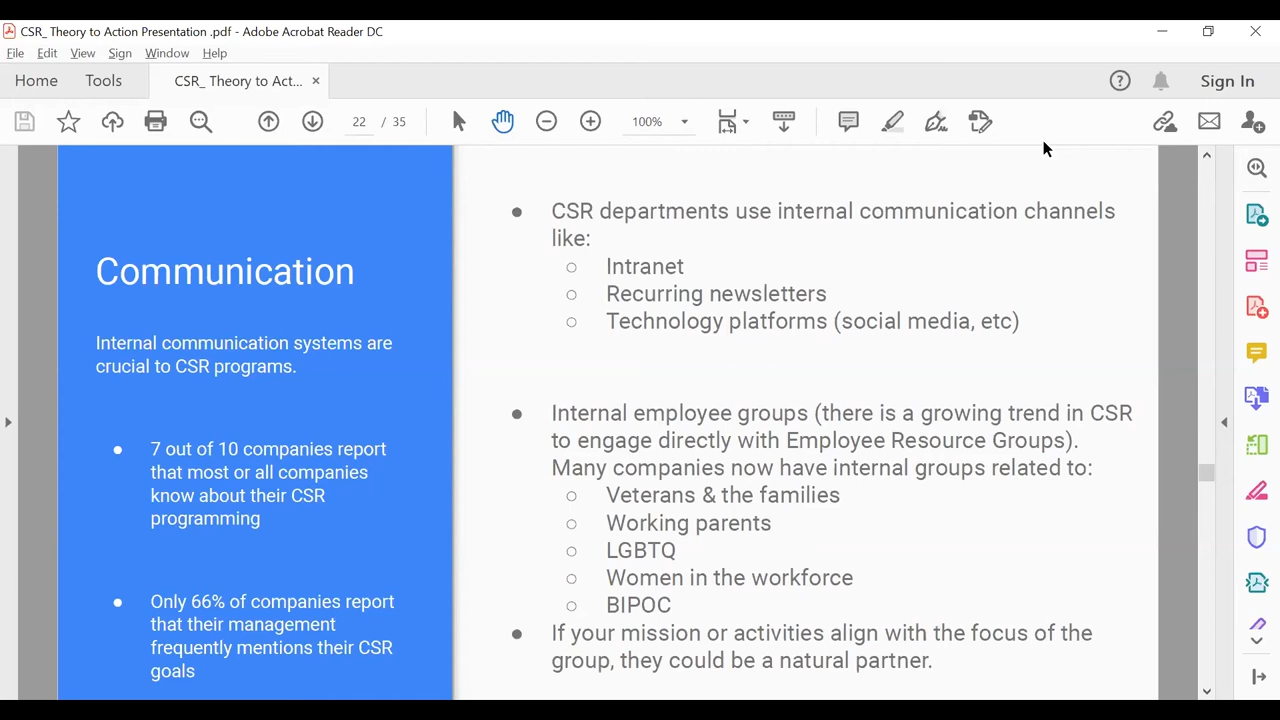 CSR_ Theory to Action Presentation .pdf - Adobe Acrobat Reader DC
File Edit View Sign Window Help
Home Tools CSR_ Theory to Act... × Sign In
22 / 35 100%
Communication
Internal communication systems are
crucial to CSR programs.
● 7 out of 10 companies report
that most or all companies
know about their CSR
programming
● Only 66% of companies report
that their management
frequently mentions their CSR
goals
● CSR departments use internal communication channels
like:
○ Intranet
○ Recurring newsletters
○ Technology platforms (social media, etc)
● Internal employee groups (there is a growing trend in CSR
to engage directly with Employee Resource Groups).
Many companies now have internal groups related to:
○ Veterans & the families
○ Working parents
○ LGBTQ
○ Women in the workforce
○ BIPOC
● If your mission or activities align with the focus of the
group, they could be a natural partner.